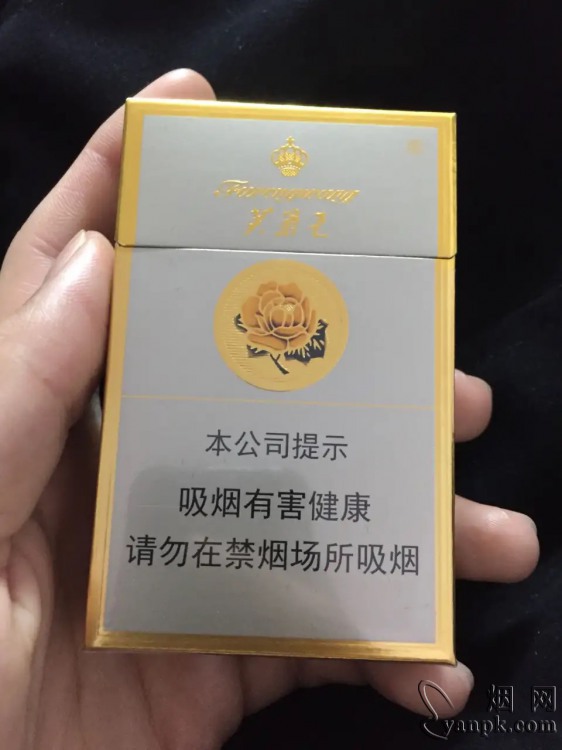 本公司提示
吸烟有害健康
请勿在禁烟场所吸烟
烟网
yanpk.com